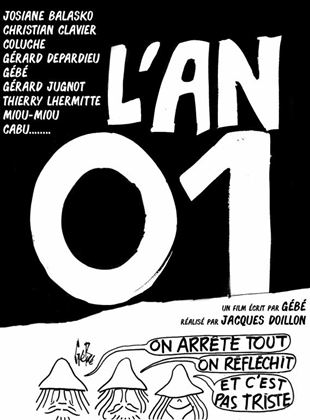 JOSIANE BALASKO
CHRISTIAN CLAVIER
COLUCHE
GÉRARD DEPARDIEU
GÉBÉ
GÉRARD JUGNOT
THIERRY LHERMITTE
MIOU-MIOU
CABU........
L'AN
01
UN FILM ÉCRIT PAR GÉBÉ
RÉALISÉ PAR JACQUES DOILLON
GéBé
ON ARRÊTE TOUT
ON RÉFLÉCHIT
ET C'EST
PAS TRISTE